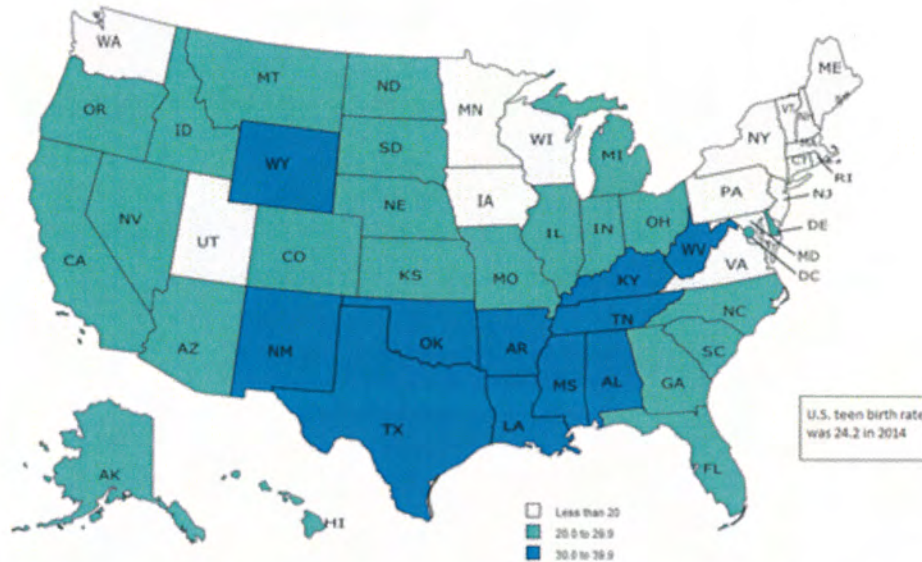 WA
MT
ND
MN
ME
OR
ID
WY
SD
WI
MI
VT
NH
NY
MA
CT
RI
NV
UT
NE
IA
PA
NJ
CA
CO
KS
MO
IL
IN
OH
WV
VA
DE
MD
DC
KY
AZ
NM
OK
AR
TN
NC
SC
TX
LA
MS
AL
GA
FL
AK
HI
U.S. teen birth rate
was 24.2 in 2014
Less than 20
20.0 to 29.9
30.0 to 39.9